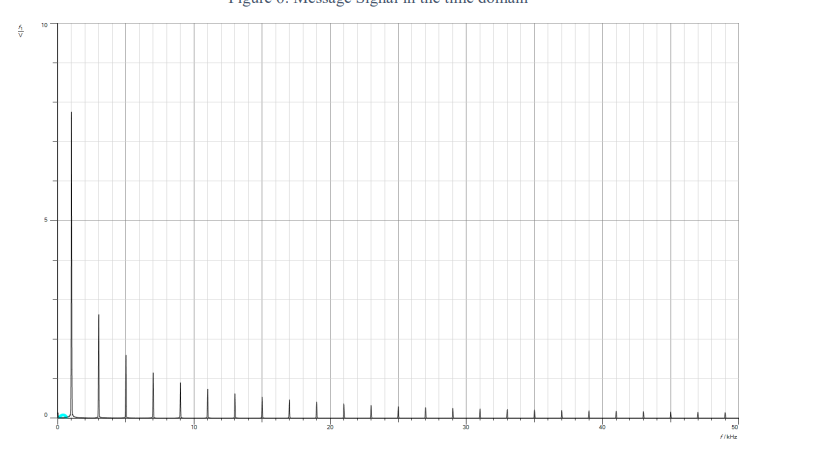 Figure 6: Message Signal in the time domain
A
V
10
5
0
0 10 20 30 40 50
f / kHz